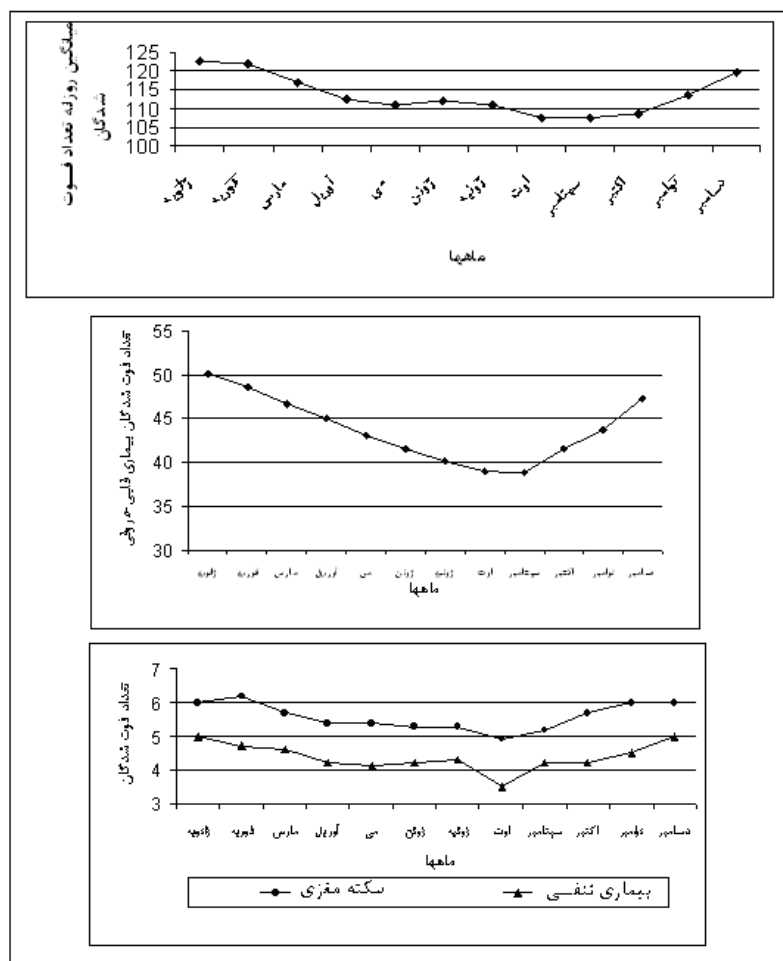 میانگین روزانه تعداد فوت
شدگان
125
120
115
110
105
100
ژانویه
فوریه
مارس
آوریل
می
ژوئن
ژوئیه
اوت
سپتامبر
اکتبر
نوامبر
دسامبر
ماهها
تعداد فوت شدگان بیماری قلبی-عروقی
55
50
45
40
35
30
ژانویه فوریه مارس آوریل می ژوئن ژوئیه اوت سپتامبر اکتبر نوامبر دسامبر
ماهها
تعداد فوت شدگان
7
6
5
4
3
ژانویه فوریه مارس آوریل می ژوئن ژوئیه اوت سپتامبر اکتبر نوامبر دسامبر
ماهها
سکته مغزی
بیماری تنفسی